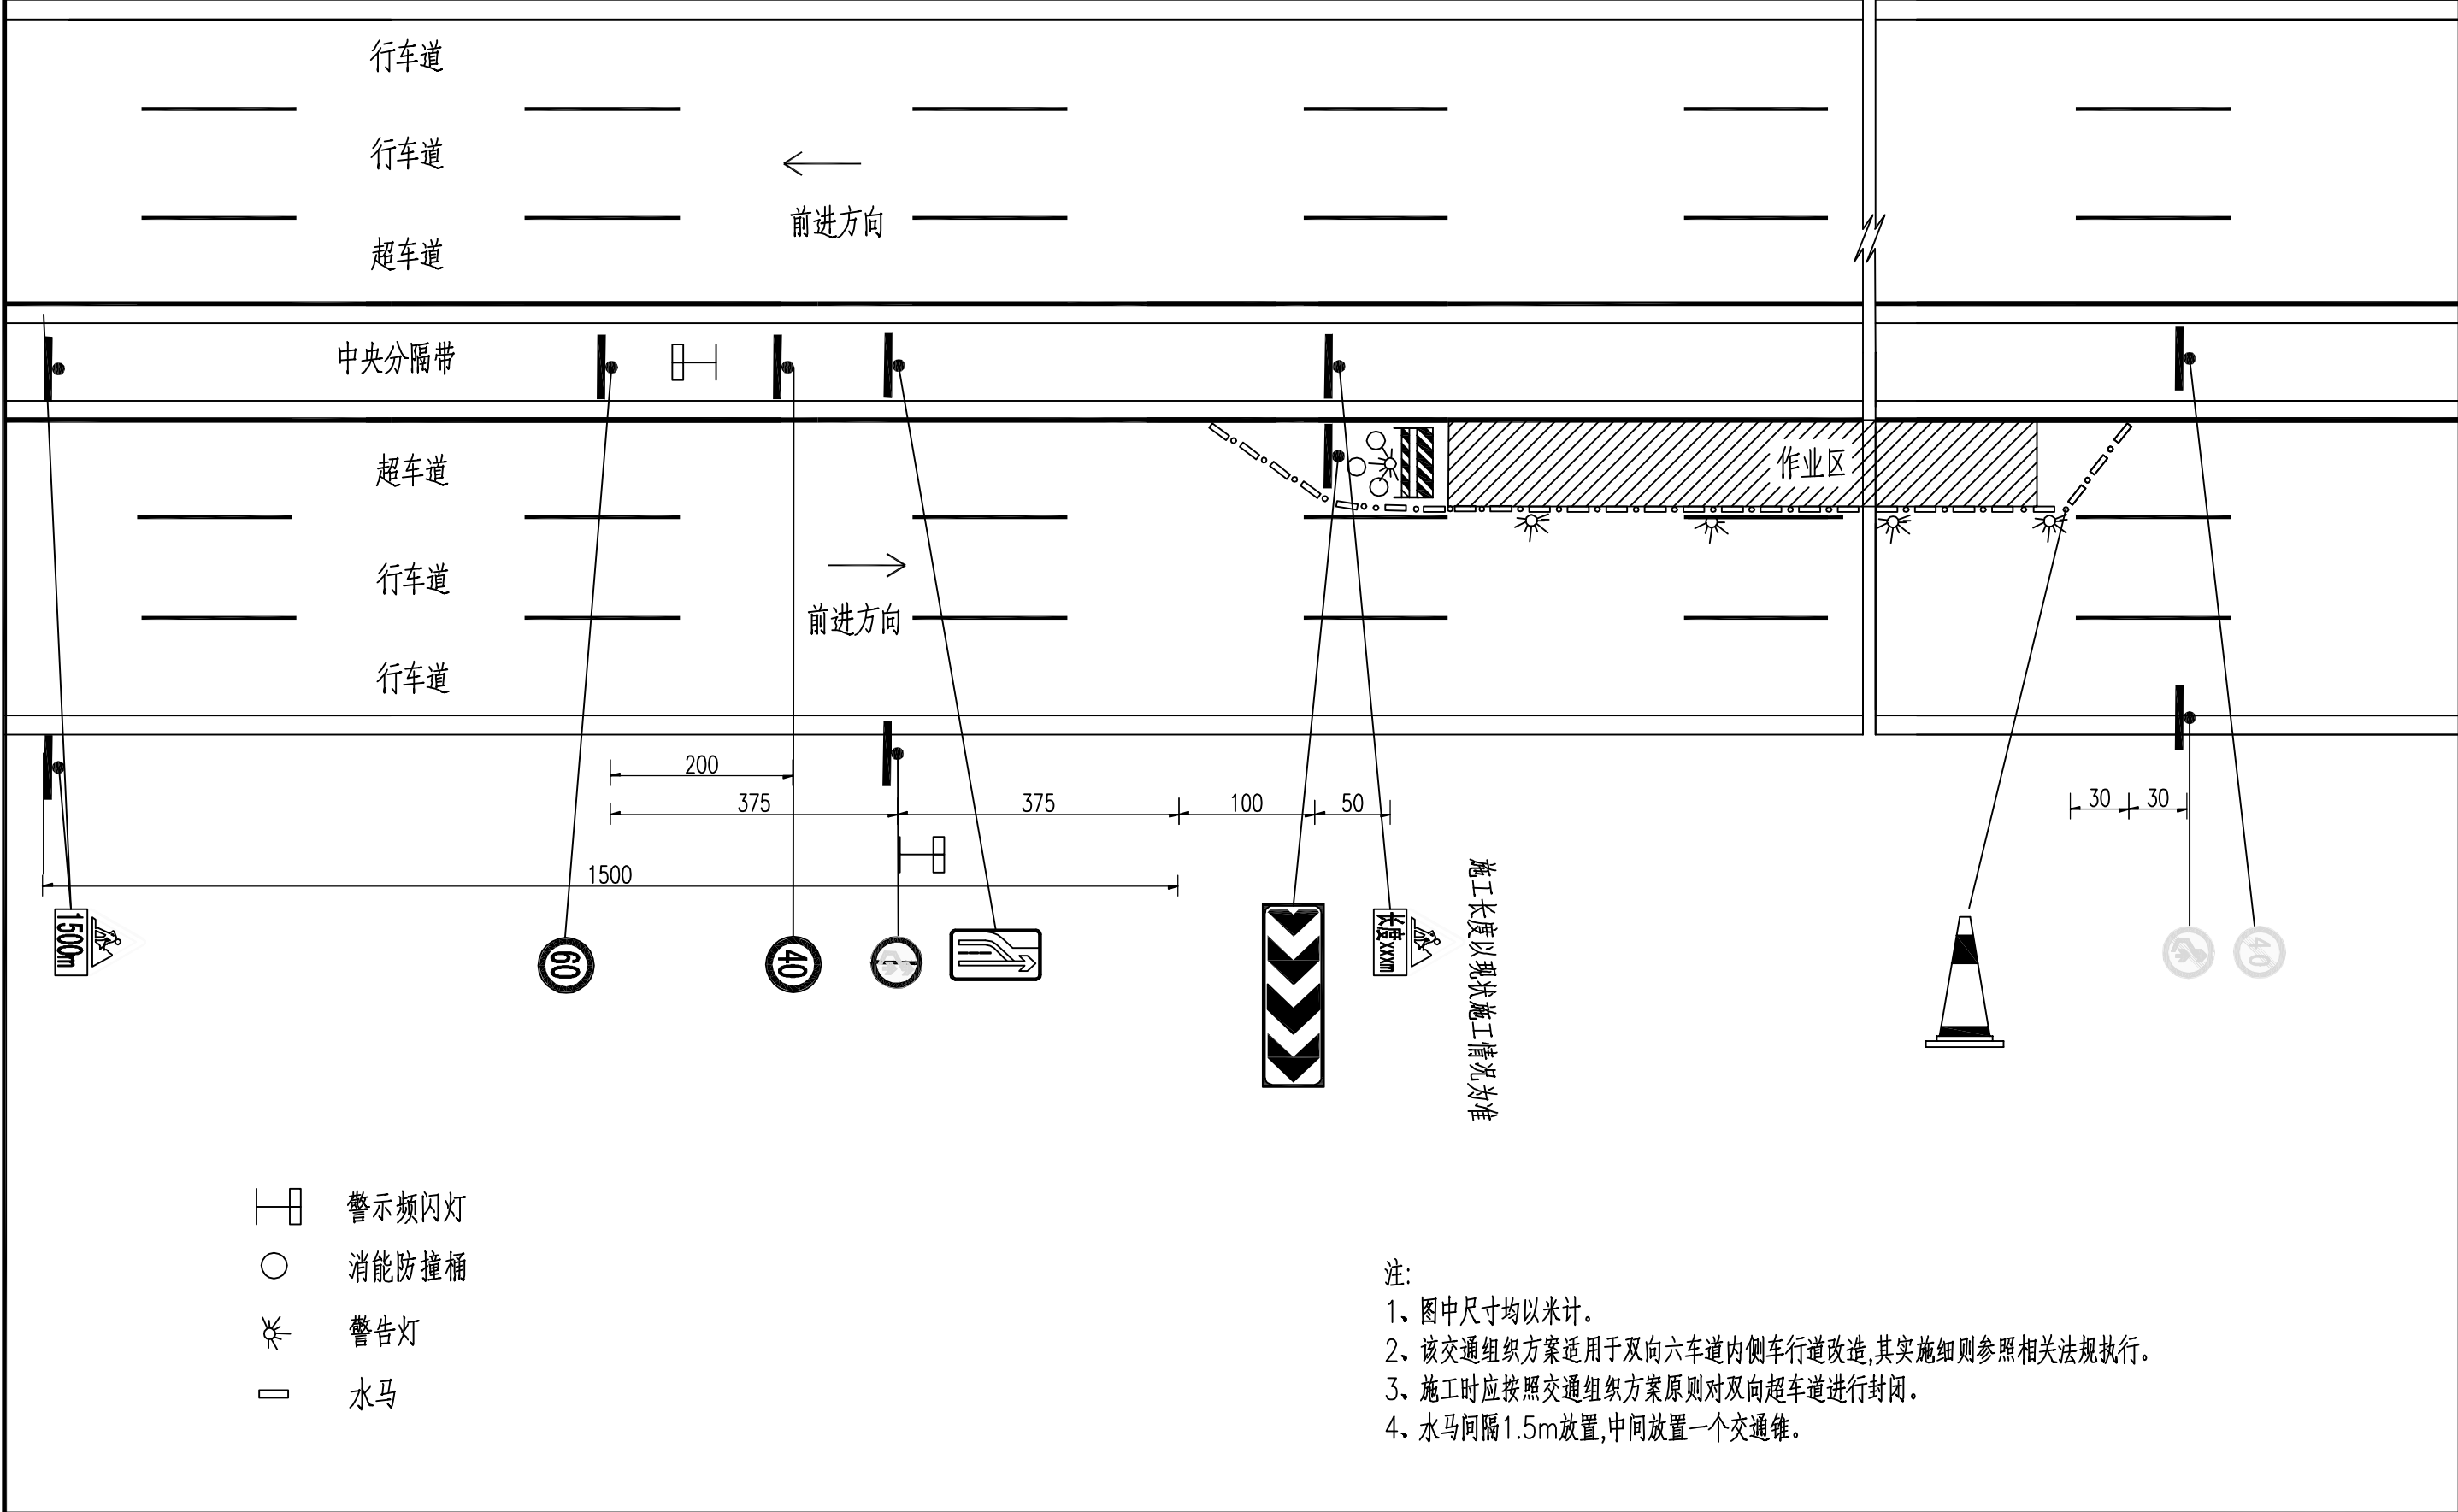 行车道
行车道
前进方向
超车道
中央分隔带
超车道
作业区
行车道
前进方向
行车道
200
375
375
100
50
30
30
1500
1500m
60
40
长度xxxm
施工长度以现状施工情况为准
40
警示频闪灯
消能防撞桶
警告灯
水马
注:
1、图中尺寸均以米计。
2、该交通组织方案适用于双向六车道内侧车行道改造,其实施细则参照相关法规执行。
3、施工时应按照交通组织方案原则对双向超车道进行封闭。
4、水马间隔1.5m放置,中间放置一个交通锥。